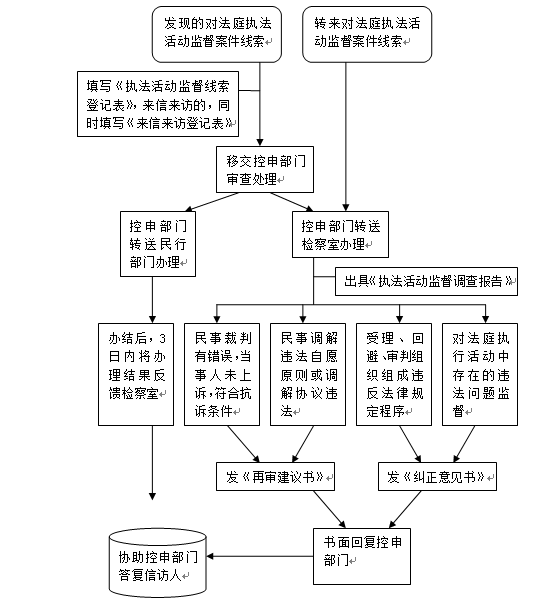 发现的对法庭执法
活动监督案件线索
转来对法庭执法活
动监督案件线索
填写《执法活动监督线索
登记表》，来信来访的，同
时填写《来信来访登记表》
移交控申部门
审查处理
控申部门
转送民行
部门办理
控申部门转送
检察室办理
出具《执法活动监督调查报告》
办结后，3
日内将办
理结果反
馈检察室
民事裁判
有错误，当
事人未上
诉，符合抗
诉条件
民事调解
违法自愿
原则或调
解协议违
法
受理、回
避、审判组
织组成违
反法律规
定程序
对法庭执
行活动中
存在的违
法问题监
督
发《再审建议书》
发《纠正意见书》
书面回复控申
部门
协助控申部门
答复信访人